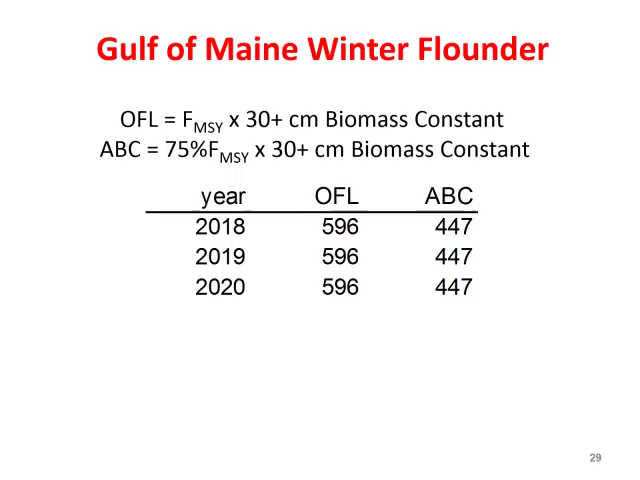 Gulf of Maine Winter Flounder
OFL = FMSY x 30+ cm Biomass Constant
ABC = 75%FMSY x 30+ cm Biomass Constant
year OFL ABC
2018 596 447
2019 596 447
2020 596 447
29